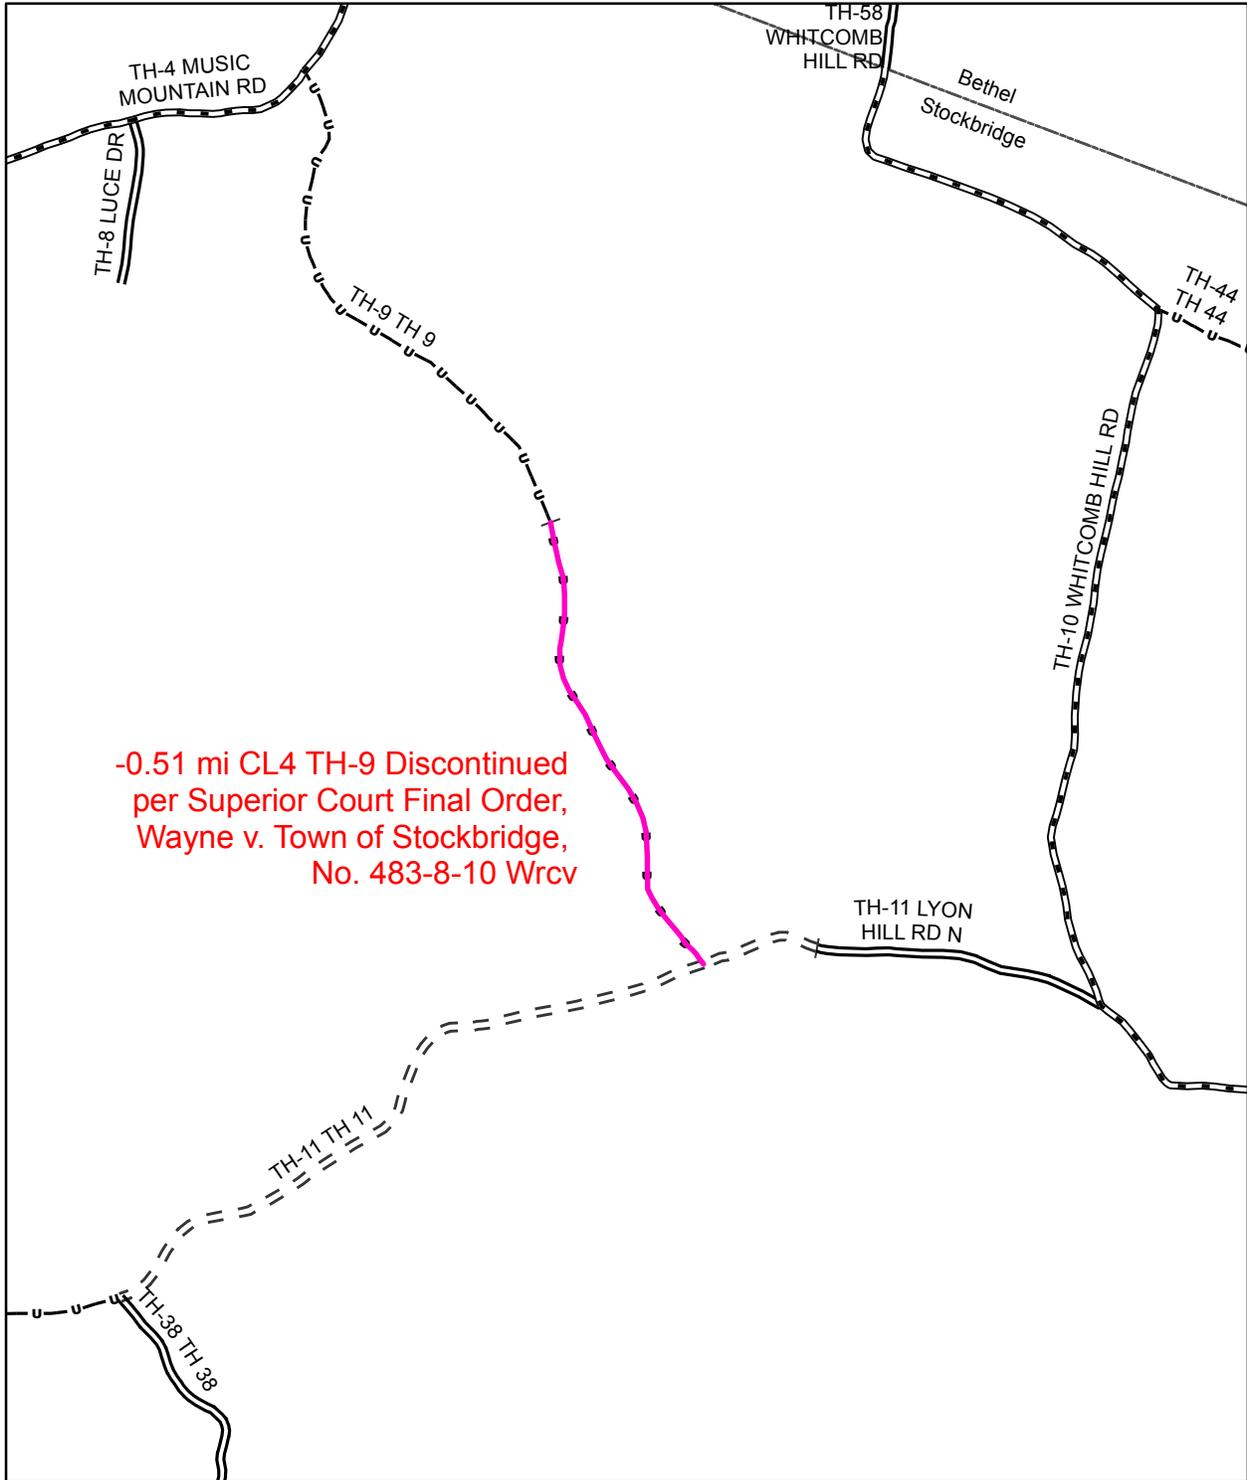 TH-58
WHITCOMB
HILL RD
TH-4 MUSIC
MOUNTAIN RD
Bethel
Stockbridge
TH-8 LUCE DR
TH-44
TH 44
TH-9 TH 9
TH-10 WHITCOMB HILL RD
-0.51 mi CL4 TH-9 Discontinued
per Superior Court Final Order,
Wayne v. Town of Stockbridge,
No. 483-8-10 Wrcv
TH-11 LYON
HILL RD N
TH-11 TH 11
TH-38 TH 38